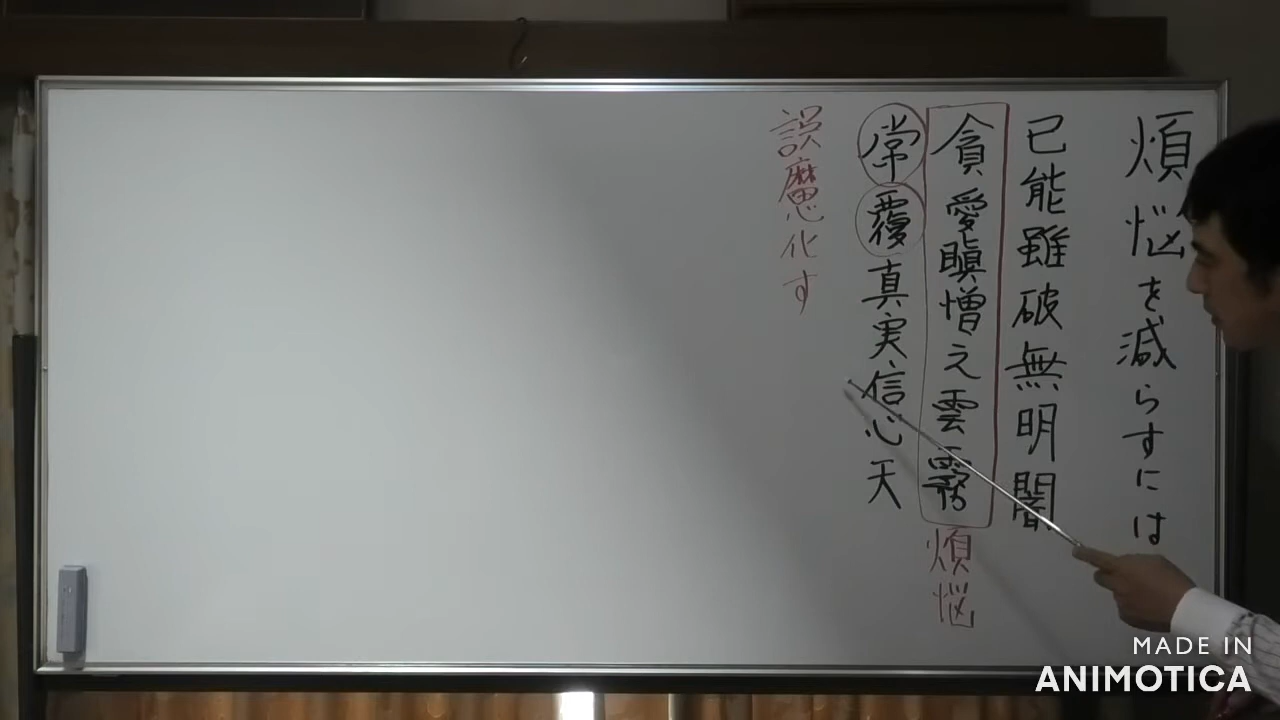 煩悩を減らすには
已能雖破無明闇
貪愛瞋憎之雲霧
煩悩
常覆真実信心天
誤魔化す
MADE IN
ANIMOTICA